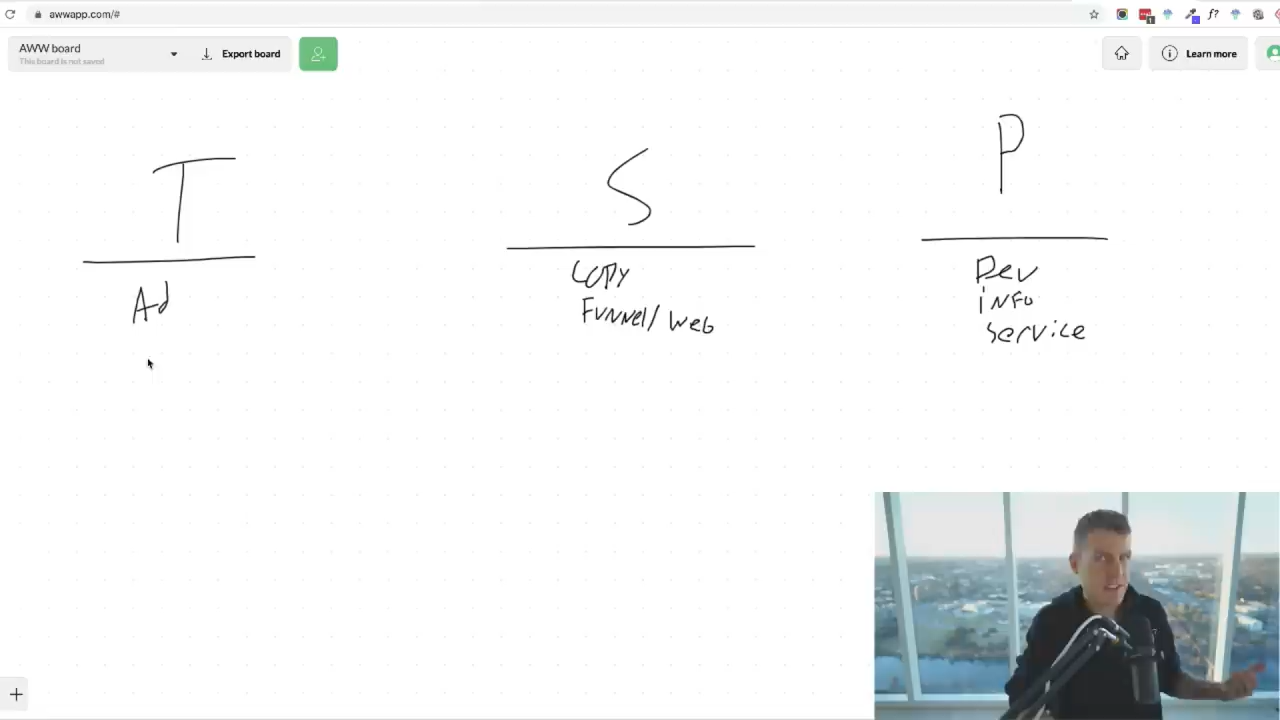 awwapp.com/#
f?
AWW board
This board is not saved
Export board
Learn more
T
Ad
S
COPY
Funnel/Web
P
Dev
info
Service